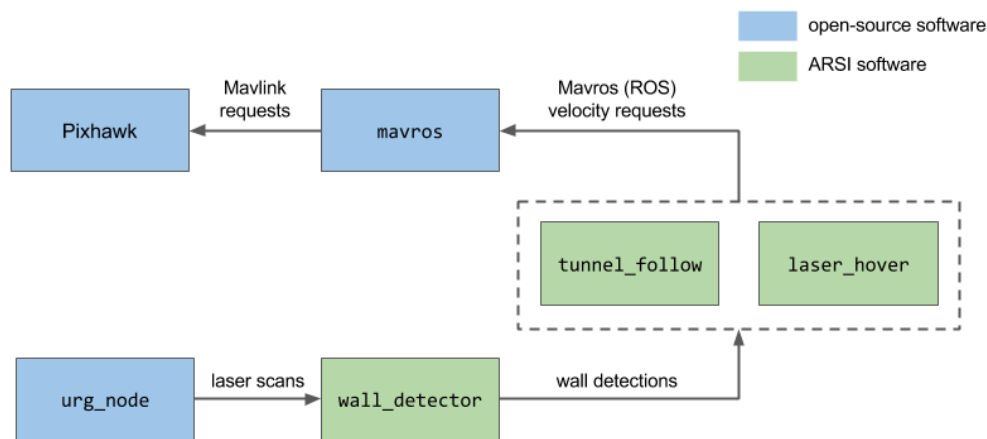 open-source software
ARSI software
Mavlink
requests
Mavros (ROS)
velocity requests
Pixhawk
mavros
tunnel_follow
laser_hover
laser scans
wall detections
urg_node
wall_detector